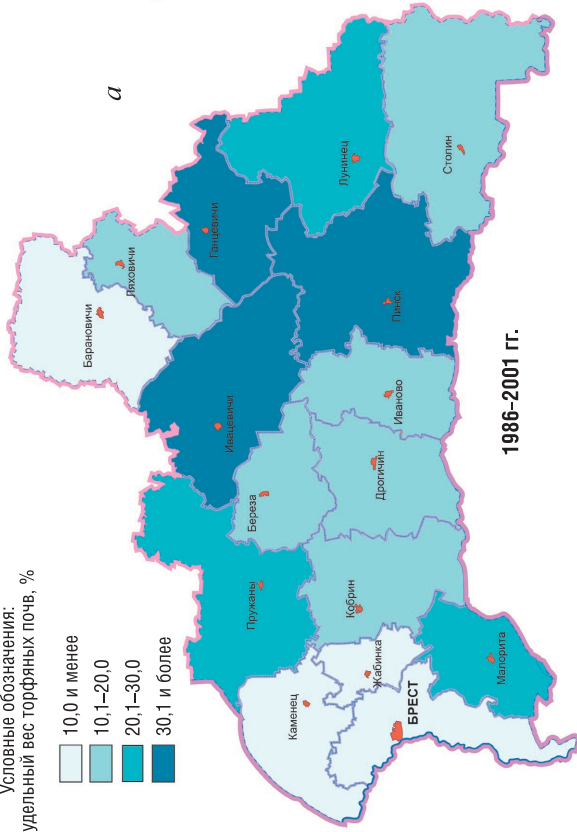 Условные обозначения:
удельный вес торфяных почв, %
10,0 и менее
10,1–20,0
20,1–30,0
30,1 и более
а
Барановичи
Ляховичи
Ганцевичи
Ивацевичи
Лунинец
Столин
Пинск
Иваново
Дрогичин
Береза
Пружаны
Кобрин
Жабинка
Каменец
БРЕСТ
Малорита
1986–2001 гг.